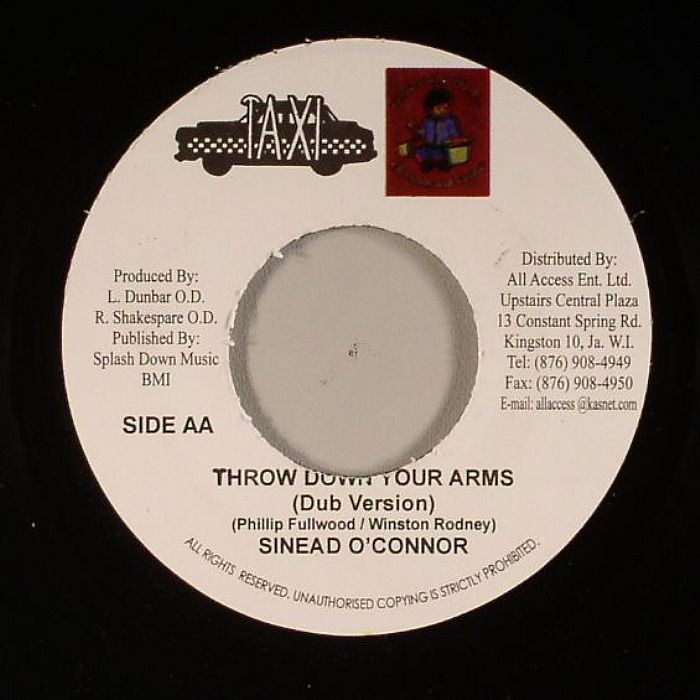 TAXI
Produced By:
L. Dunbar O.D.
R. Shakespare O.D.
Published By:
Splash Down Music
BMI
Distributed By:
All Access Ent. Ltd.
Upstairs Central Plaza
13 Constant Spring Rd.
Kingston 10, Ja. W.I.
Tel: (876) 908-4949
Fax: (876) 908-4950
E-mail: allaccess @kasnet.com
SIDE AA
THROW DOWN YOUR ARMS
(Dub Version)
(Phillip Fullwood / Winston Rodney)
SINEAD O'CONNOR
ALL RIGHTS RESERVED. UNAUTHORISED COPYING IS STRICTLY PROHIBITED.